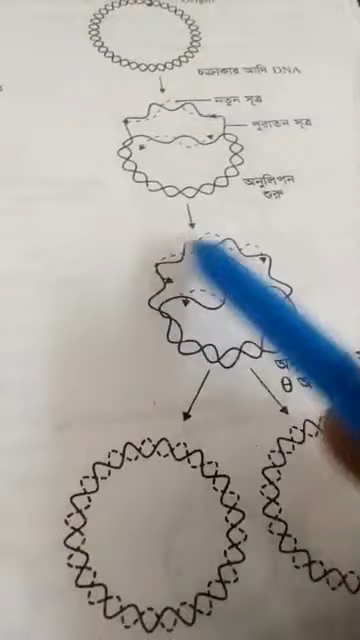 চক্রাকার আদি DNA
নতুন সূত্র
পুরাতন সূত্র
অনুলিপন
শুরু
θ